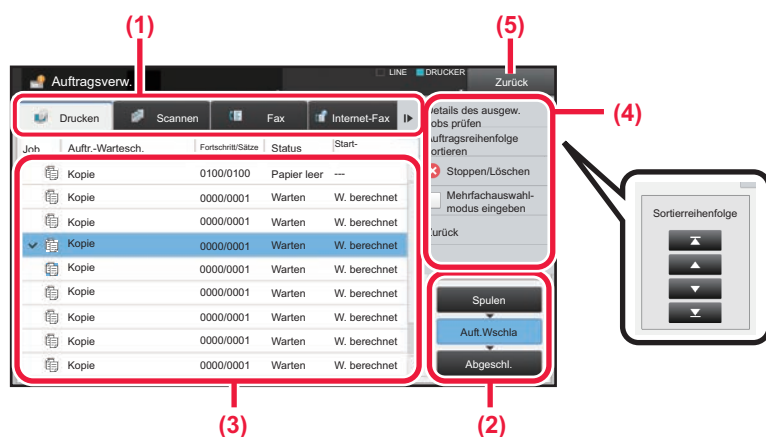 (1)
(5)
Auftragsverw.
LINE
DRUCKER
Zurück
Drucken
Scannen
Fax
Internet-Fax
(4)
Details des ausgew.
Jobs prüfen
Auftragsreihenfolge
sortieren
Stoppen/Löschen
Mehrfachauswahl-
modus eingeben
Zurück
Job
Auftr.-Wartesch.
Fortschritt/Sätze
Status
Start-
Kopie 0100/0100 Papier leer ---
Kopie 0000/0001 Warten W. berechnet
Kopie 0000/0001 Warten W. berechnet
Kopie 0000/0001 Warten W. berechnet
Kopie 0000/0001 Warten W. berechnet
Kopie 0000/0001 Warten W. berechnet
Kopie 0000/0001 Warten W. berechnet
Kopie 0000/0001 Warten W. berechnet
Kopie 0000/0001 Warten W. berechnet
Sortierreihenfolge
Spulen
Auft.Wschla
Abgeschl.
(3)
(2)